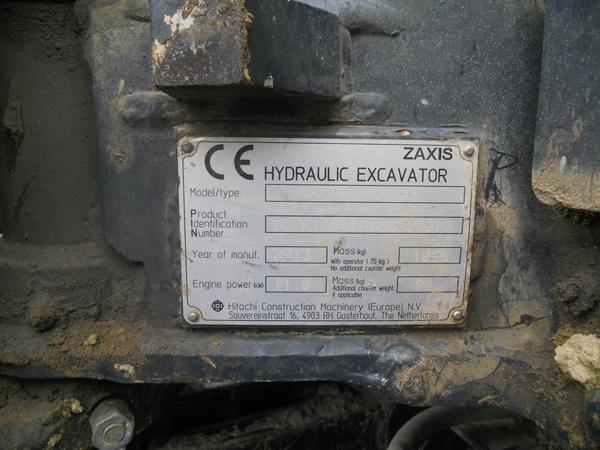 CE
ZAXIS
HYDRAULIC EXCAVATOR
Model/type
Product
Identification
Number
Year of manuf. Mass (kg)
With operator (75 kg)
No additional counter weight
Engine power (kW) Mass (kg)
Additional counter weight,
if applicable
Hitachi Construction Machinery (Europe) N.V.
Souvereinstraat 16, 4903 RH Oosterhout, The Netherlands